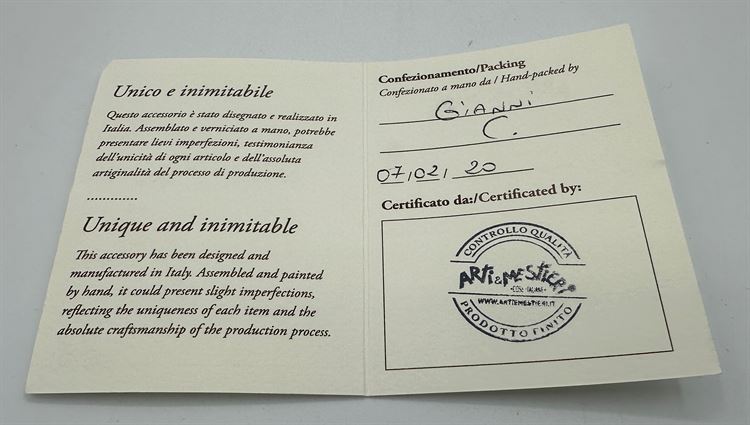 Unico e inimitabile
Questo accessorio è stato disegnato e realizzato in
Italia. Assemblato e verniciato a mano, potrebbe
presentare lievi imperfezioni, testimonianza
dell'unicità di ogni articolo e dell'assoluta
artiginalità del processo di produzione.
.............
Unique and inimitable
This accessory has been designed and
manufactured in Italy. Assembled and painted
by hand, it could present slight imperfections,
reflecting the uniqueness of each item and the
absolute craftsmanship of the production process.
Confezionamento/Packing
Confezionato a mano da / Hand-packed by
GIANNI
C.
07/02/20
Certificato da:/Certificated by:
CONTROLLO QUALITÀ
ARTI & MESTIERI
WWW.ARTIEMESTIERI.IT
PRODOTTO FINITO